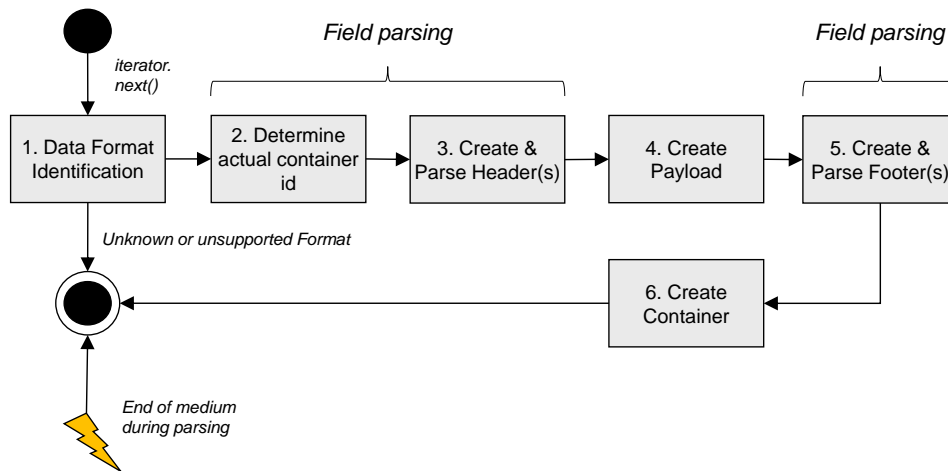 Field parsing
Field parsing
iterator.
next()
1. Data Format
Identification
2. Determine
actual container
id
3. Create &
Parse Header(s)
4. Create
Payload
5. Create &
Parse Footer(s)
Unknown or unsupported Format
6. Create
Container
End of medium
during parsing